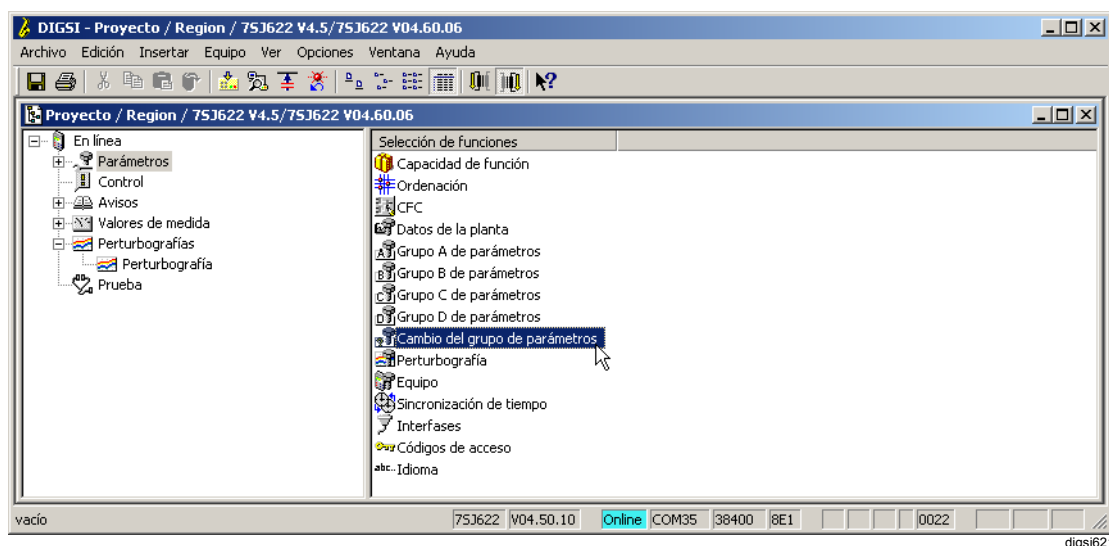 DIGSI - Proyecto / Region / 7SJ622 V4.5/7SJ622 V04.60.06
Archivo Edición Insertar Equipo Ver Opciones Ventana Ayuda
Proyecto / Region / 7SJ622 V4.5/7SJ622 V04.60.06
En línea
Parámetros
Control
Avisos
Valores de medida
Perturbografías
Perturbografía
Prueba
Selección de funciones
Capacidad de función
Ordenación
CFC
Datos de la planta
Grupo A de parámetros
Grupo B de parámetros
Grupo C de parámetros
Grupo D de parámetros
Cambio del grupo de parámetros
Perturbografía
Equipo
Sincronización de tiempo
Interfases
Códigos de acceso
abc.. Idioma
vacío 7SJ622 V04.50.10 Online COM35 38400 8E1 0022